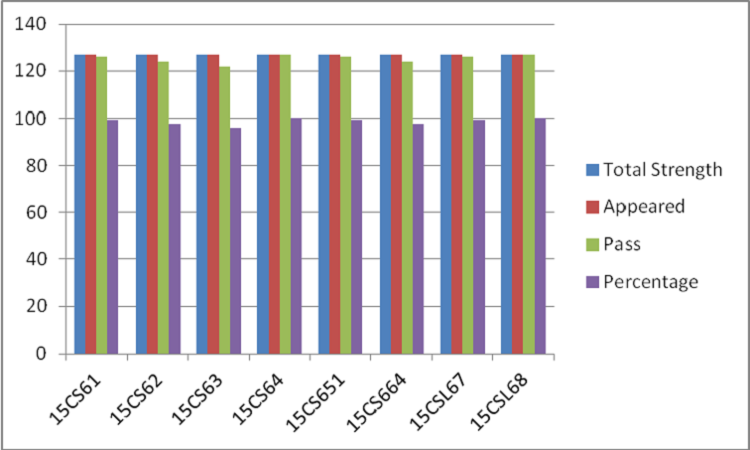 140
120
100
80
60
40
20
0
15CS61
15CS62
15CS63
15CS64
15CS651
15CS664
15CSL67
15CSL68
Total Strength
Appeared
Pass
Percentage